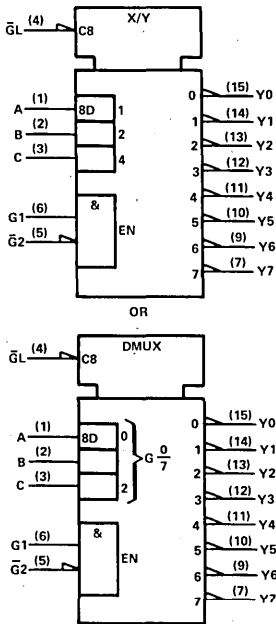 X/Y
G̅L (4) C8
0 (15) Y0
A (1) 8D 1 1 (14) Y1
B (2) 2 2 (13) Y2
C (3) 4 3 (12) Y3
& 4 (11) Y4
G1 (6) 5 (10) Y5
G̅2 (5) EN 6 (9) Y6
7 (7) Y7
OR
DMUX
G̅L (4) C8
0 (15) Y0
A (1) 8D 0 1 (14) Y1
B (2) G 0/7 2 (13) Y2
C (3) 2 3 (12) Y3
& 4 (11) Y4
G1 (6) 5 (10) Y5
G̅2 (5) EN 6 (9) Y6
7 (7) Y7